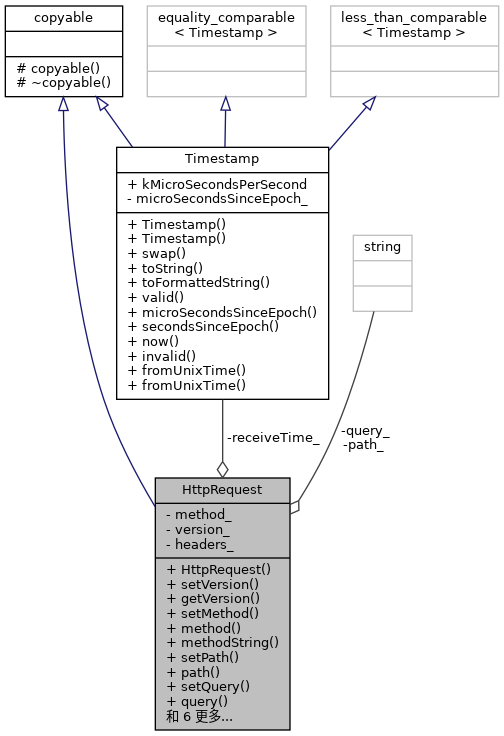 copyable
# copyable()
# ~copyable()
equality_comparable
< Timestamp >
less_than_comparable
< Timestamp >
Timestamp
+ kMicroSecondsPerSecond
- microSecondsSinceEpoch_
+ Timestamp()
+ Timestamp()
+ swap()
+ toString()
+ toFormattedString()
+ valid()
+ microSecondsSinceEpoch()
+ secondsSinceEpoch()
+ now()
+ invalid()
+ fromUnixTime()
+ fromUnixTime()
string
-receiveTime_
-query_
-path_
HttpRequest
- method_
- version_
- headers_
+ HttpRequest()
+ setVersion()
+ getVersion()
+ setMethod()
+ method()
+ methodString()
+ setPath()
+ path()
+ setQuery()
+ query()
和 6 更多...